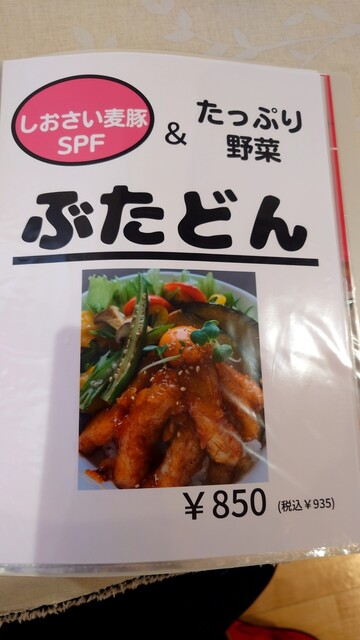 しおさい麦豚
SPF
&
たっぷり
野菜
ぶたどん
￥850 (税込￥935)